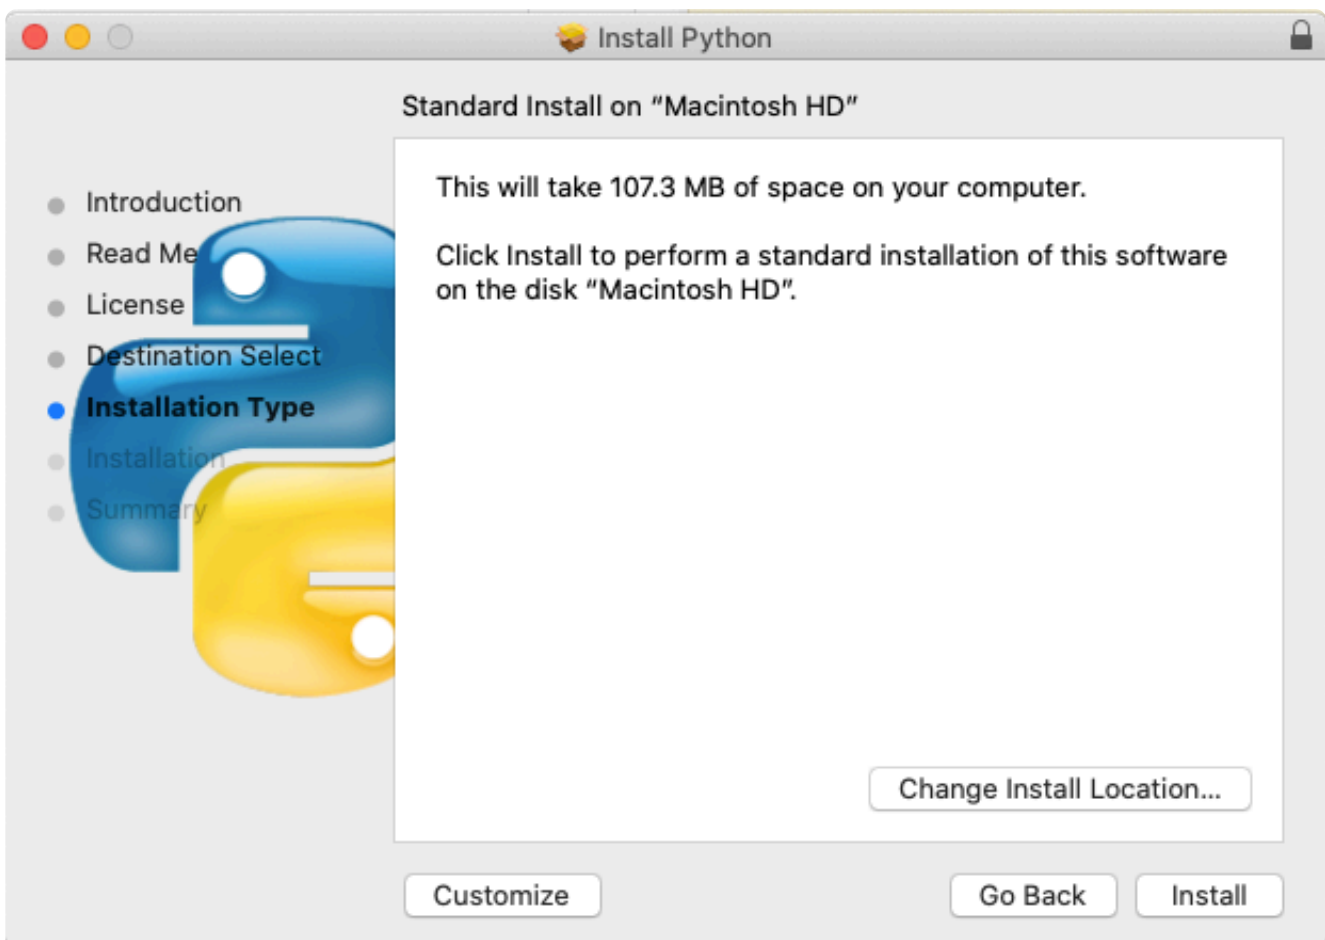 Install Python
Standard Install on “Macintosh HD”
Introduction
Read Me
License
Destination Select
Installation Type
Installation
Summary
This will take 107.3 MB of space on your computer.
Click Install to perform a standard installation of this software
on the disk “Macintosh HD”.
Change Install Location...
Customize
Go Back
Install